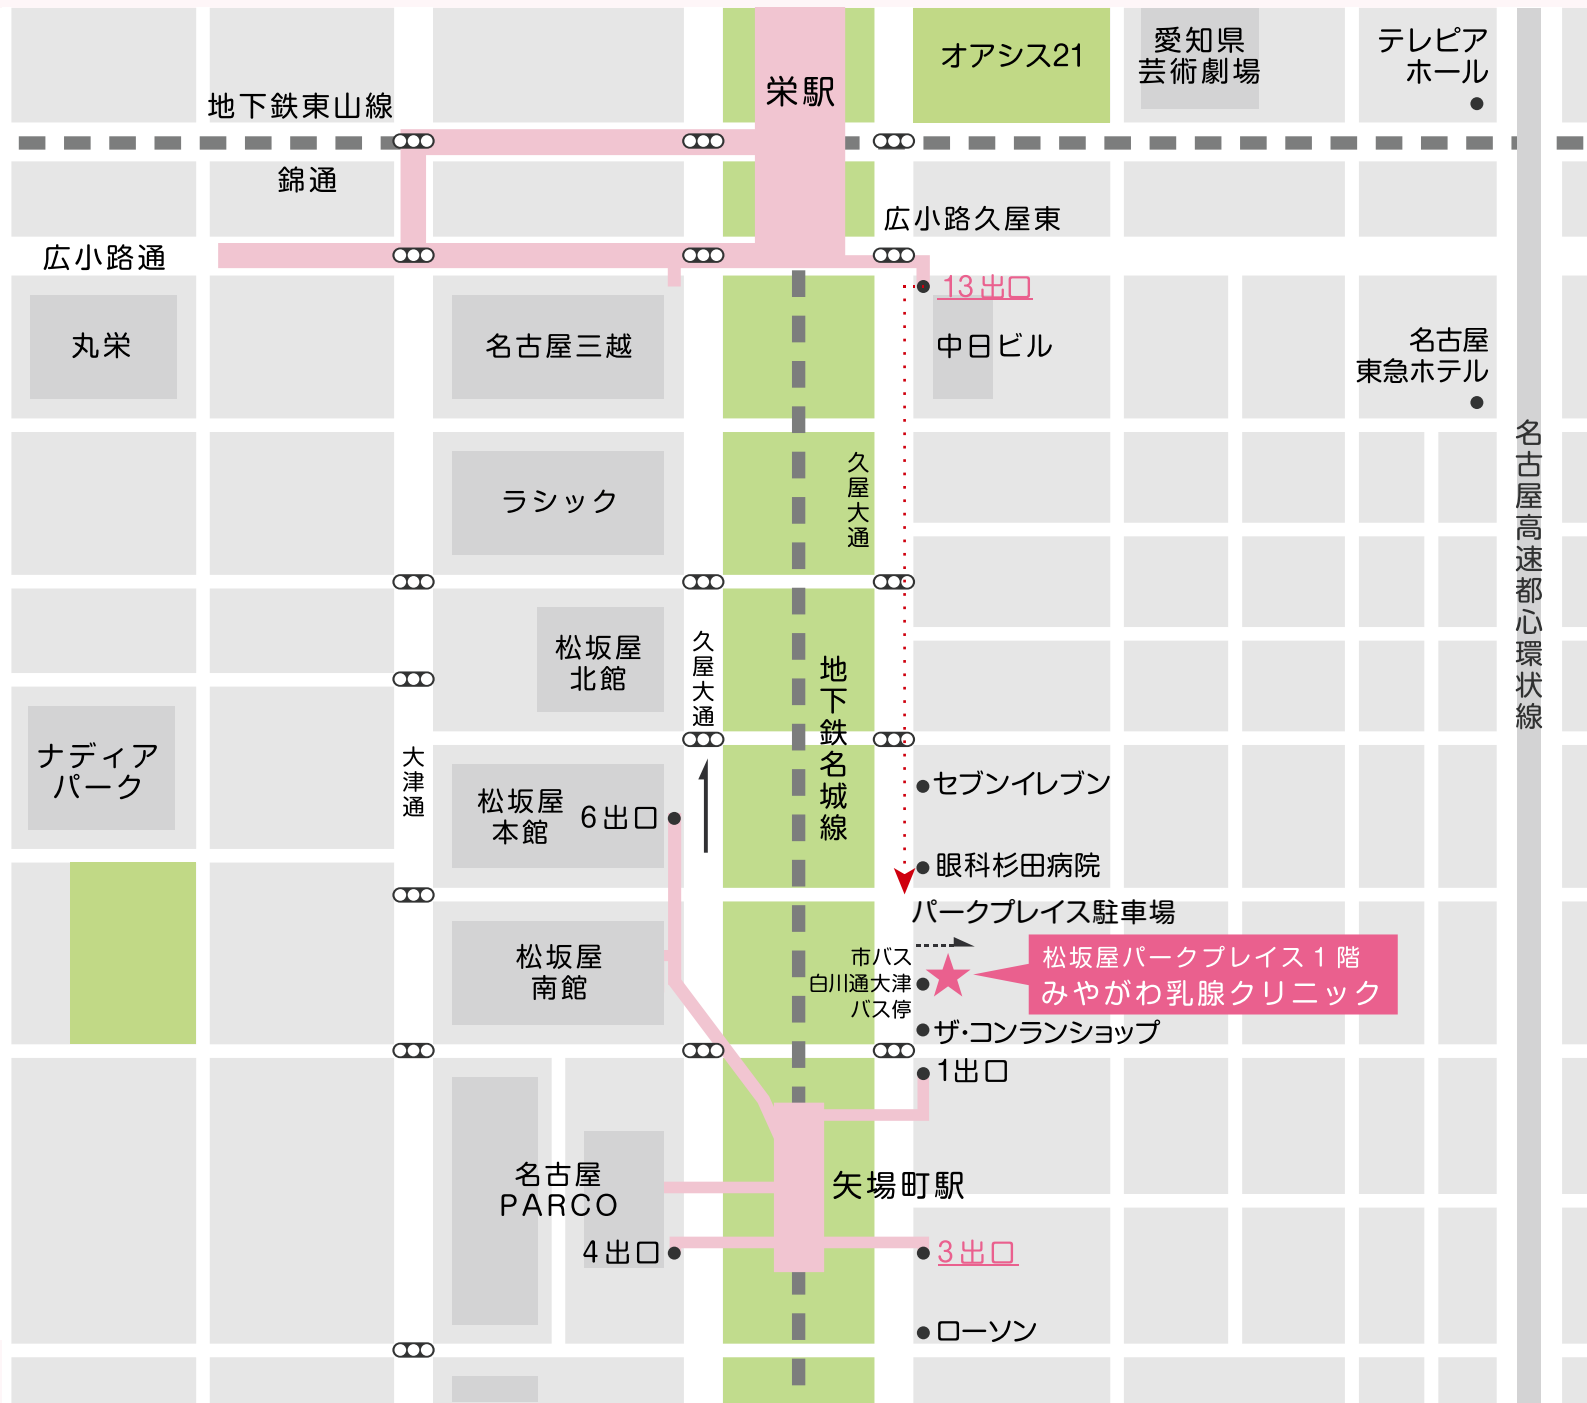 オアシス21
愛知県
芸術劇場
テレピア
ホール
栄駅
地下鉄東山線
錦通
広小路久屋東
広小路通
13出口
丸栄
名古屋三越
中日ビル
名古屋
東急ホテル
名古屋高速都心環状線
ラシック
久屋大通
松坂屋
北館
久屋大通
地下鉄名城線
ナディア
パーク
大津通
松坂屋
本館
6出口
セブンイレブン
眼科杉田病院
パークプレイス駐車場
松坂屋
南館
市バス
白川通大津
バス停
松坂屋パークプレイス1階
みやがわ乳腺クリニック
ザ・コンランショップ
1出口
名古屋
PARCO
矢場町駅
4出口
3出口
ローソン